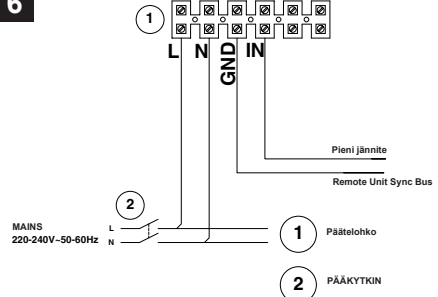 6
1
L N GND IN
Pieni jännite
Remote Unit Sync Bus
2
MAINS
220-240V~50-60Hz
L
N
1 Päätelohko
2 PÄÄKYTKIN